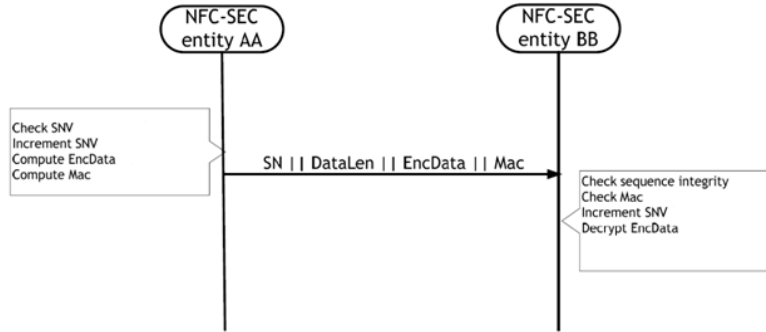 NFC-SEC
entity AA
NFC-SEC
entity BB
Check SNV
Increment SNV
Compute EncData
Compute Mac
SN || DataLen || EncData || Mac
Check sequence integrity
Check Mac
Increment SNV
Decrypt EncData